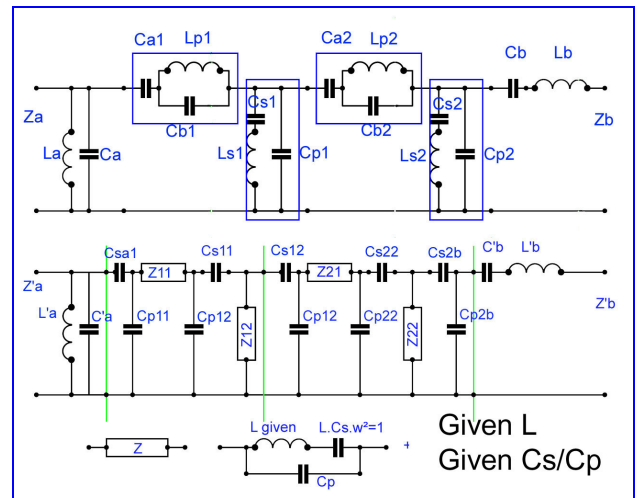 Ca1 Lp1 Ca2 Lp2 Cb Lb
Za Cs1 Cs2 Zb
Cb1 Cb2
La Ca Ls1 Cp1 Ls2 Cp2
Csa1 Cs11 Cs12 Cs22 Cs2b C'b L'b
Z'a Z11 Z21 Z'b
L'a C'a Cp11 Cp12 Z12 Cp12 Cp22 Z22 Cp2b
L given L.Cs.w²=1
Z Cp +
Given L
Given Cs/Cp